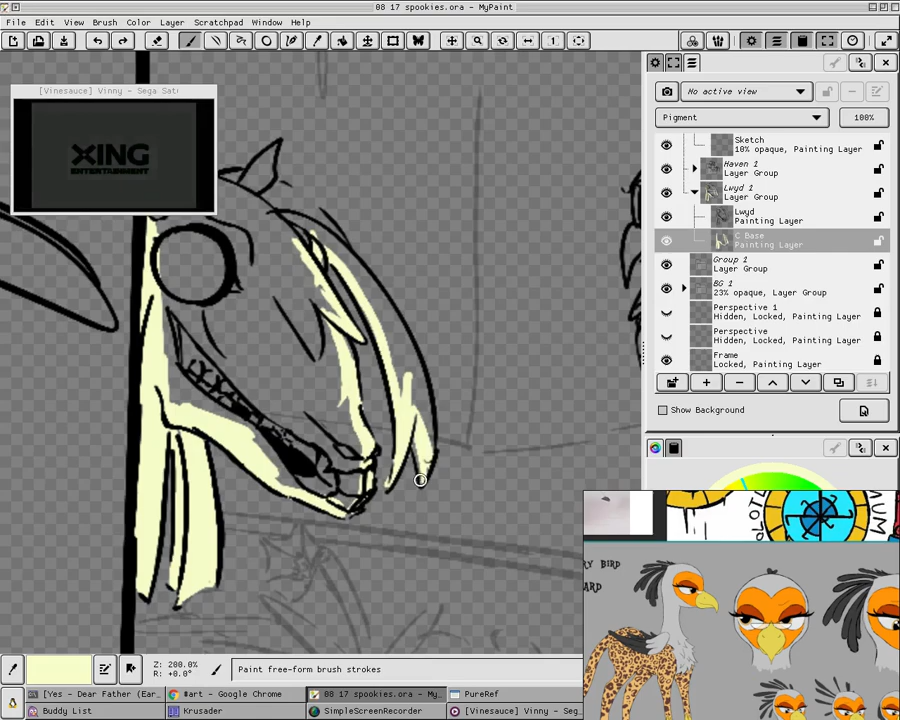 08 17 spookies.ora - MyPaint
File Edit View Brush Color Layer Scratchpad Window Help
[Vinesauce] Vinny - Sega Satu
XING
ENTERTAINMENT
No active view
Pigment 100%
Sketch
10% opaque, Painting Layer
Haven 1
Layer Group
Lwyd 1
Layer Group
Lwyd
Painting Layer
C Base
Painting Layer
Group 1
Layer Group
BG 1
23% opaque, Layer Group
Perspective 1
Hidden, Locked, Painting Layer
Perspective
Hidden, Locked, Painting Layer
Frame
Locked, Painting Layer
Show Background
RY BIRD
ARD
Z: 200.0%
R: +0.0°
Paint free-form brush strokes
[Yes - Dear Father (Ear…
#art - Google Chrome
08 17 spookies.ora - My…
PureRef
Buddy List
Krusader
SimpleScreenRecorder
[Vinesauce] Vinny - Seg